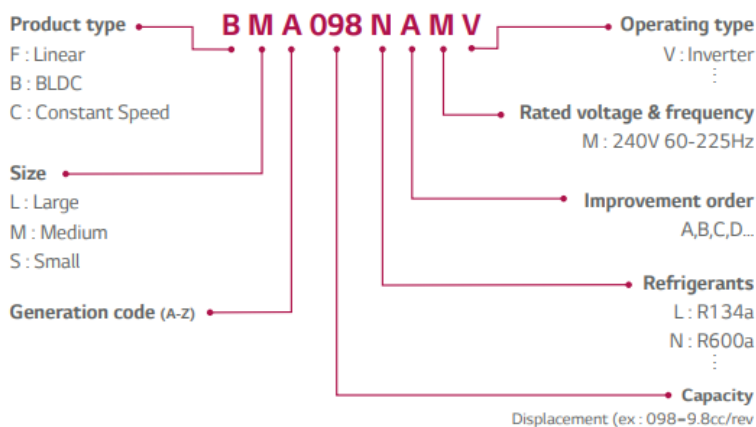 BMA098NAMV
Product type
F : Linear
B : BLDC
C : Constant Speed
Size
L : Large
M : Medium
S : Small
Generation code (A-Z)
Operating type
V : Inverter
⋮
Rated voltage & frequency
M : 240V 60-225Hz
Improvement order
A,B,C,D...
Refrigerants
L : R134a
N : R600a
⋮
Capacity
Displacement (ex : 098=9.8cc/rev